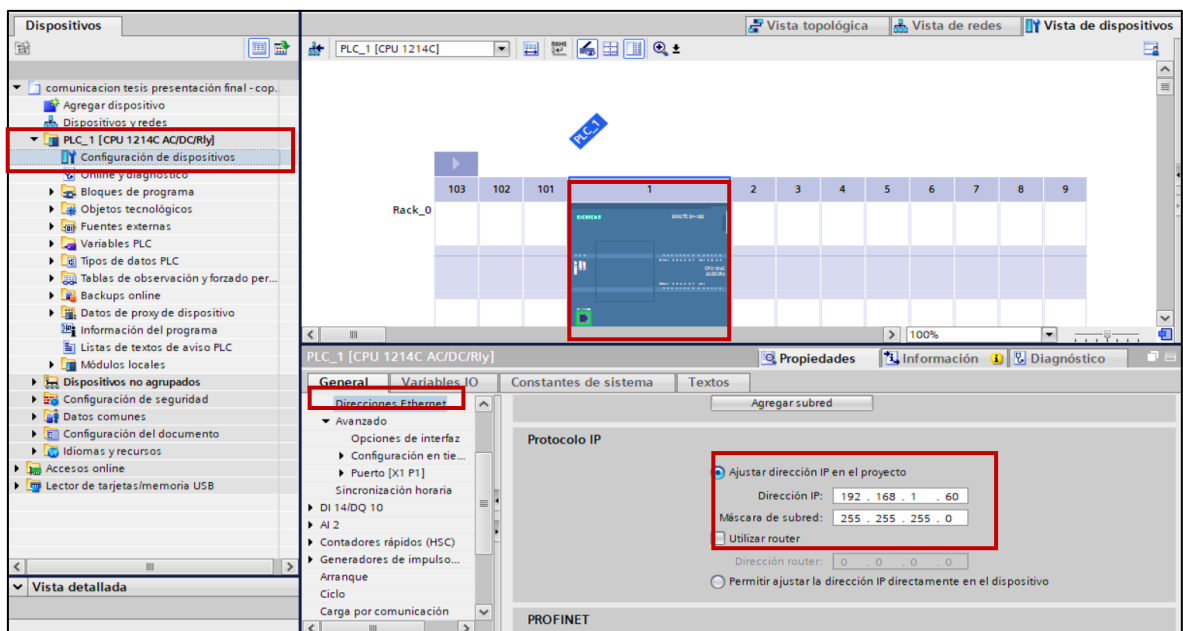 Dispositivos
Vista topológica
Vista de redes
Vista de dispositivos
PLC_1 [CPU 1214C]
comunicacion tesis presentación final - cop..
Agregar dispositivo
Dispositivos y redes
PLC_1 [CPU 1214C AC/DC/Rly]
Configuración de dispositivos
Online y diagnóstico
Bloques de programa
Objetos tecnológicos
Fuentes externas
Variables PLC
Tipos de datos PLC
Tablas de observación y forzado per...
Backups online
Datos de proxy de dispositivo
Información del programa
Listas de textos de aviso PLC
Módulos locales
Dispositivos no agrupados
Configuración de seguridad
Datos comunes
Configuración del documento
Idiomas y recursos
Accesos online
Lector de tarjetas/memoria USB
Vista detallada
PLC_1
103 102 101 1 2 3 4 5 6 7 8 9
Rack_0
SIEMENS
100%
PLC_1 [CPU 1214C AC/DC/Rly]
Propiedades
Información
Diagnóstico
General
Variables IO
Constantes de sistema
Textos
Direcciones Ethernet
Avanzado
Opciones de interfaz
Configuración en tie...
Puerto [X1 P1]
Sincronización horaria
DI 14/DQ 10
AI 2
Contadores rápidos (HSC)
Generadores de impulso...
Arranque
Ciclo
Carga por comunicación
Agregar subred
Protocolo IP
Ajustar dirección IP en el proyecto
Dirección IP: 192 . 168 . 1 . 60
Máscara de subred: 255 . 255 . 255 . 0
Utilizar router
Dirección router: 0 . 0 . 0 . 0
Permitir ajustar la dirección IP directamente en el dispositivo
PROFINET